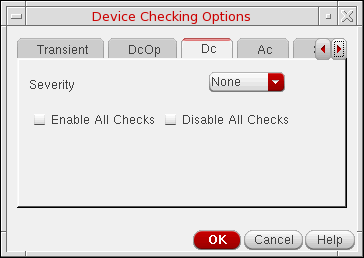 Device Checking Options
Transient DcOp Dc Ac
Severity None
Enable All Checks Disable All Checks
OK Cancel Help